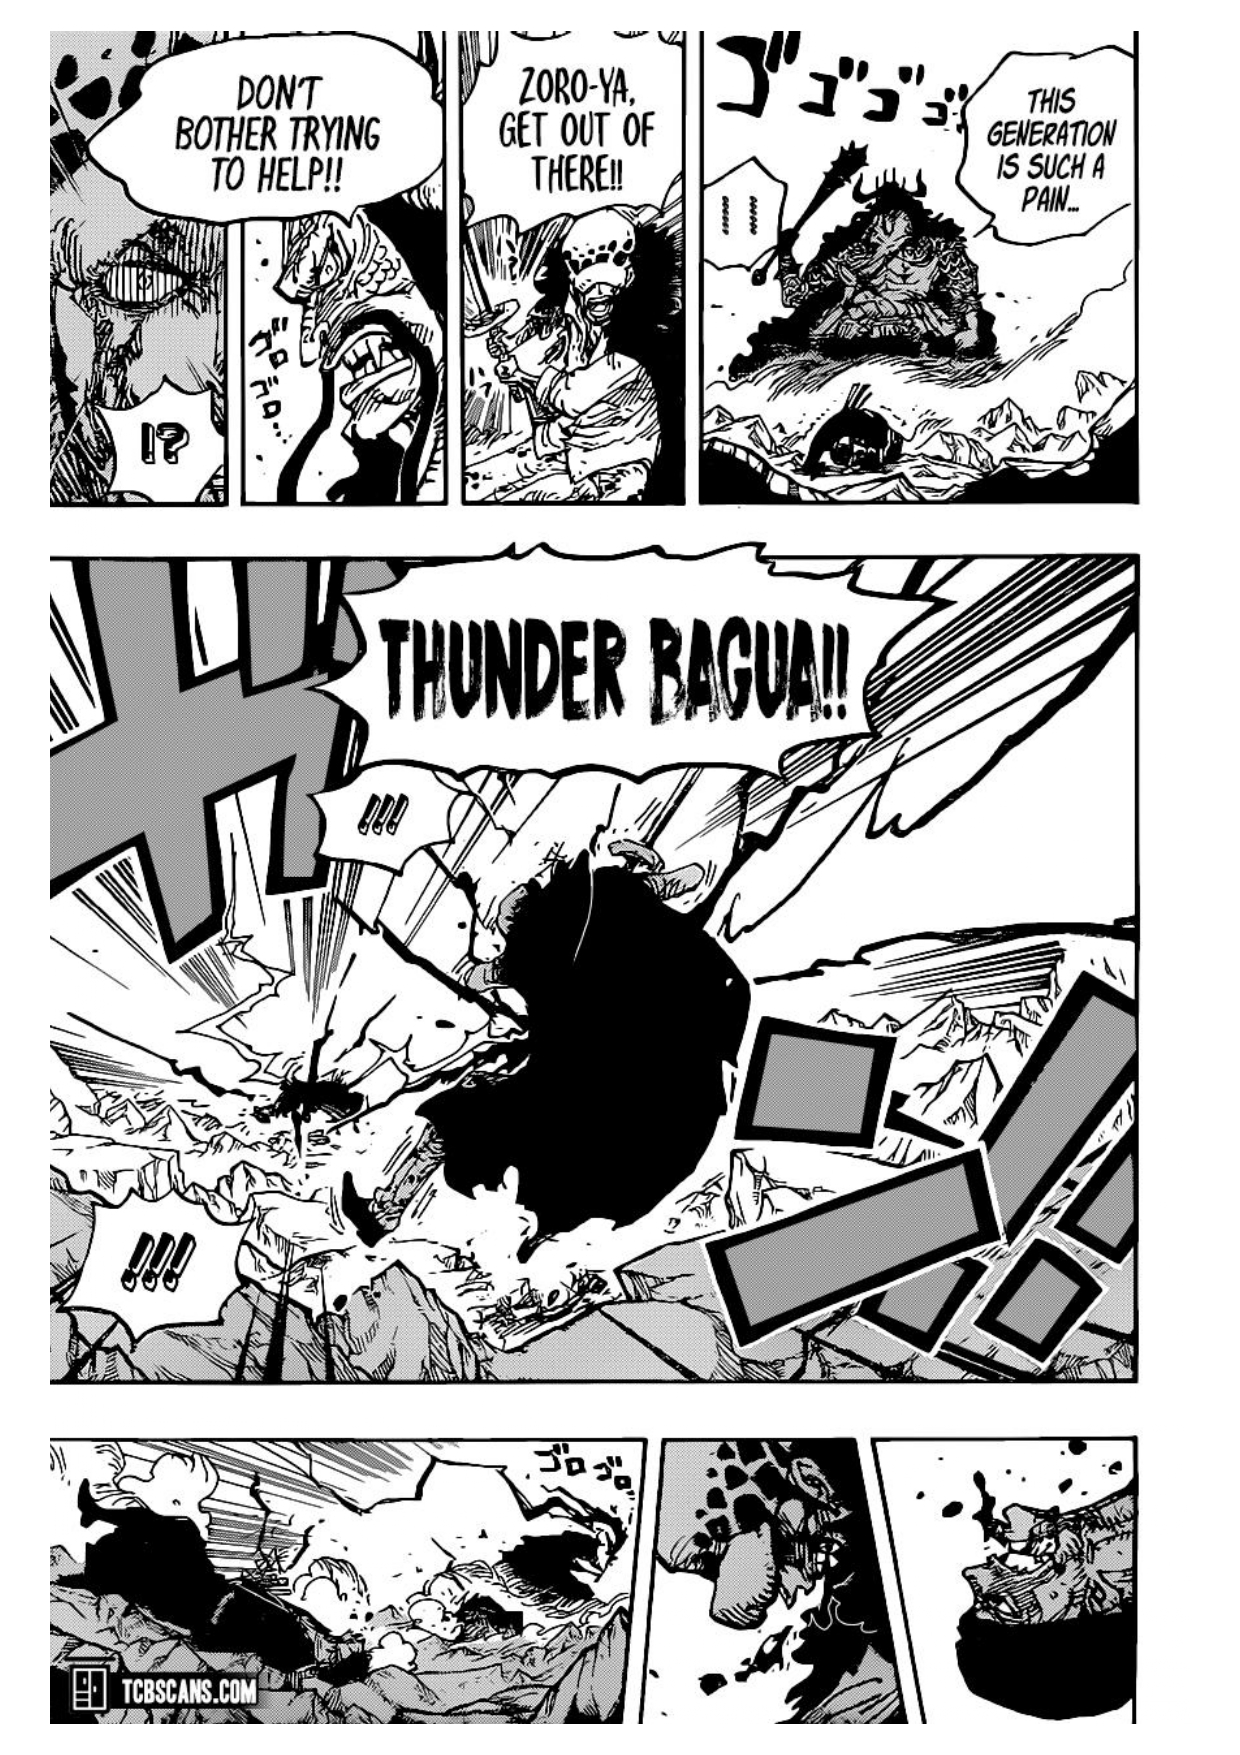 THIS
GENERATION
IS SUCH A
PAIN...
ゴゴゴゴ
!!
ZORO-YA,
GET OUT OF
THERE!!
DON'T
BOTHER TRYING
TO HELP!!
ゴロ
ゴロ...
!?
THUNDER BAGUA!!
!!!
!!!
ゴロゴロ
TCBSCANS.COM